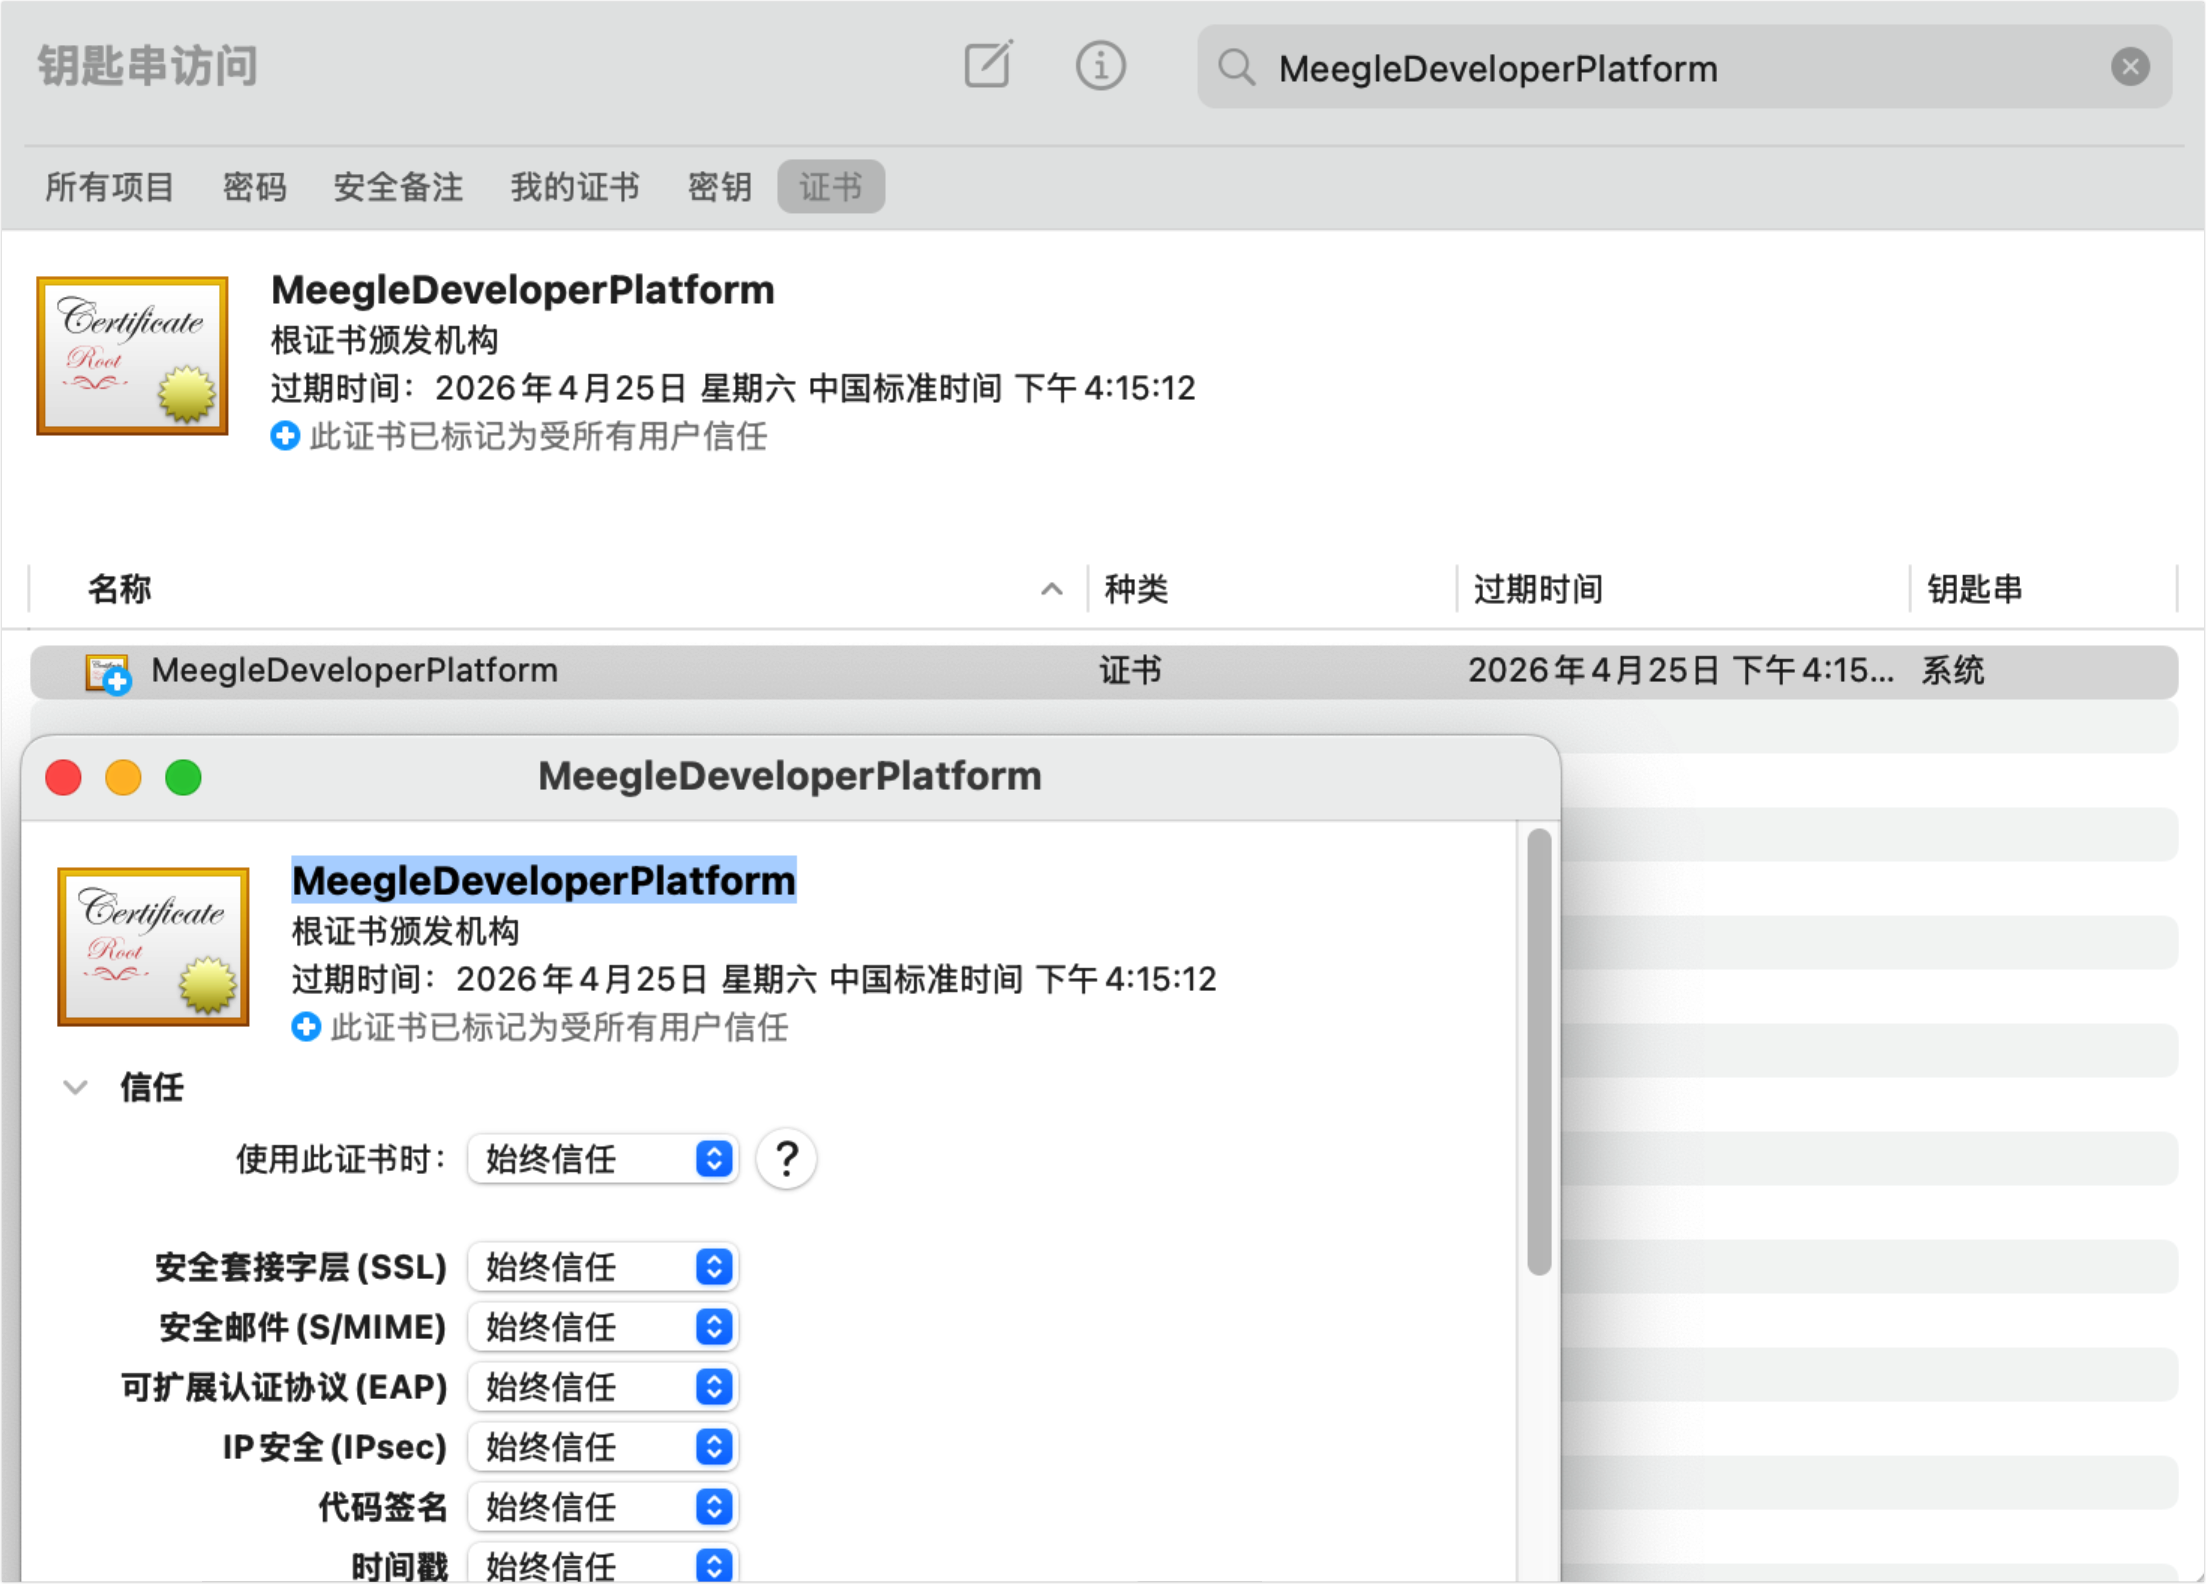 钥匙串访问
MeegleDeveloperPlatform
所有项目 密码 安全备注 我的证书 密钥 证书
Certificate
Root
MeegleDeveloperPlatform
根证书颁发机构
过期时间：2026年4月25日 星期六 中国标准时间 下午4:15:12
此证书已标记为受所有用户信任
名称 种类 过期时间 钥匙串
MeegleDeveloperPlatform 证书 2026年4月25日 下午4:15... 系统
MeegleDeveloperPlatform
Certificate
Root
MeegleDeveloperPlatform
根证书颁发机构
过期时间：2026年4月25日 星期六 中国标准时间 下午4:15:12
此证书已标记为受所有用户信任
信任
使用此证书时： 始终信任 ?
安全套接字层(SSL) 始终信任
安全邮件(S/MIME) 始终信任
可扩展认证协议(EAP) 始终信任
IP安全(IPsec) 始终信任
代码签名 始终信任
时间戳 始终信任